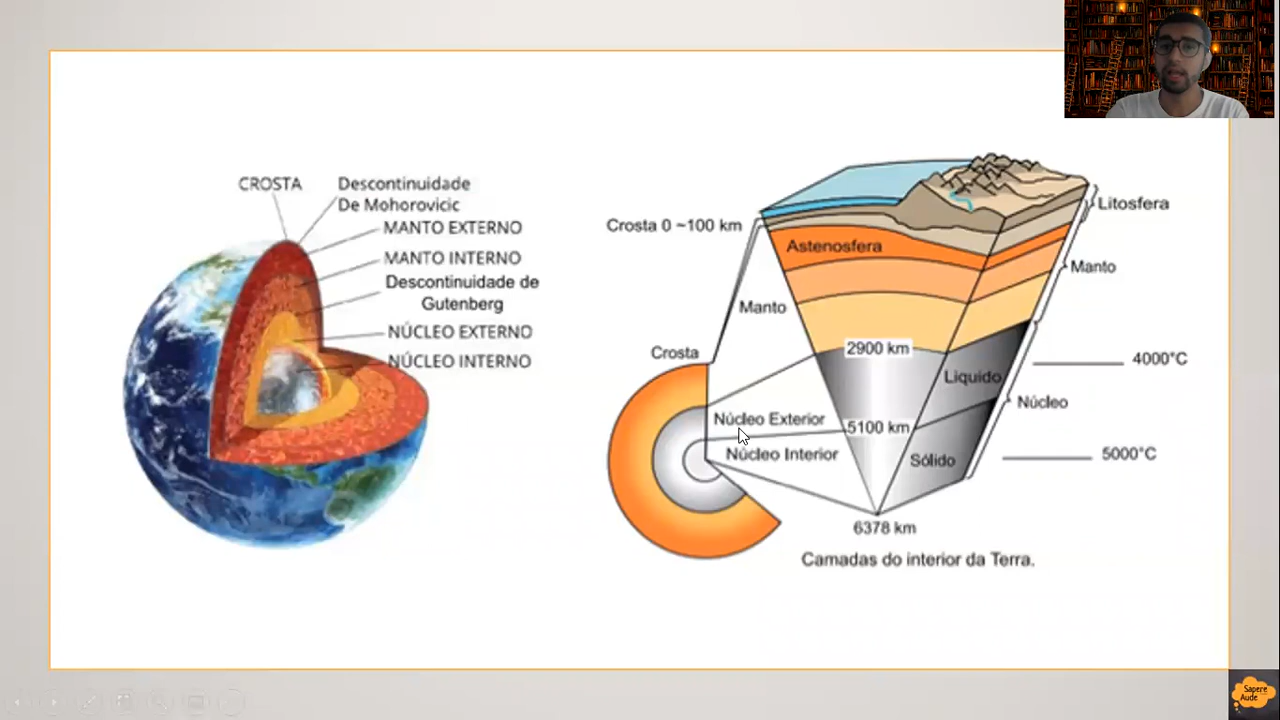 CROSTA
Descontinuidade
De Mohorovicic
MANTO EXTERNO
MANTO INTERNO
Descontinuidade de
Gutenberg
NÚCLEO EXTERNO
NÚCLEO INTERNO
Crosta 0 ~100 km
Astenosfera
Litosfera
Manto
Manto
2900 km
Crosta
4000°C
Liquido
Núcleo
Núcleo Exterior
5100 km
Núcleo Interior
Sólido
5000°C
6378 km
Camadas do interior da Terra.
Sapere
Aude